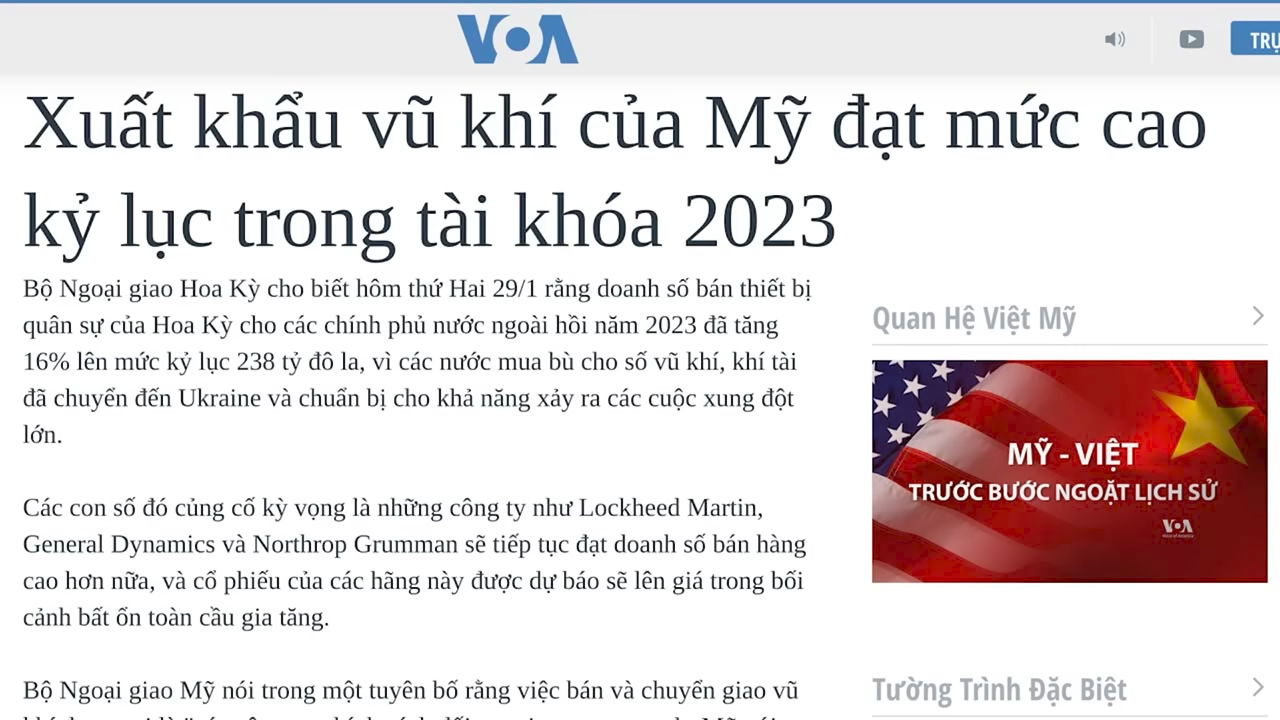 VOA
TRỰ
Xuất khẩu vũ khí của Mỹ đạt mức cao
kỷ lục trong tài khóa 2023
Bộ Ngoại giao Hoa Kỳ cho biết hôm thứ Hai 29/1 rằng doanh số bán thiết bị
quân sự của Hoa Kỳ cho các chính phủ nước ngoài hồi năm 2023 đã tăng
16% lên mức kỷ lục 238 tỷ đô la, vì các nước mua bù cho số vũ khí, khí tài
đã chuyển đến Ukraine và chuẩn bị cho khả năng xảy ra các cuộc xung đột
lớn.
Các con số đó củng cố kỳ vọng là những công ty như Lockheed Martin,
General Dynamics và Northrop Grumman sẽ tiếp tục đạt doanh số bán hàng
cao hơn nữa, và cổ phiếu của các hãng này được dự báo sẽ lên giá trong bối
cảnh bất ổn toàn cầu gia tăng.
Bộ Ngoại giao Mỹ nói trong một tuyên bố rằng việc bán và chuyển giao vũ
Quan Hệ Việt Mỹ
MỸ - VIỆT
TRƯỚC BƯỚC NGOẶT LỊCH SỬ
VOA
Voice of America
Tường Trình Đặc Biệt